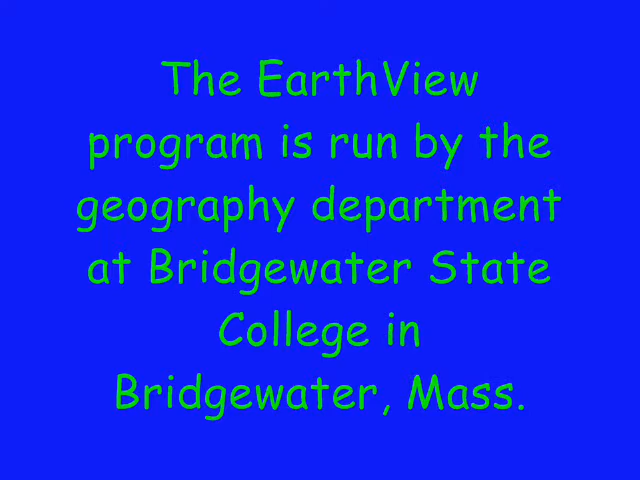 The EarthView
program is run by the
geography department
at Bridgewater State
College in
Bridgewater, Mass.